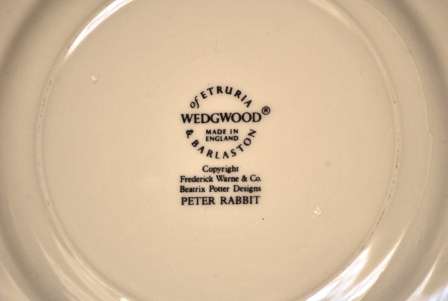 of ETRURIA
WEDGWOOD®
MADE IN
ENGLAND
& BARLASTON
Copyright
Frederick Warne & Co.
Beatrix Potter Designs
PETER RABBIT